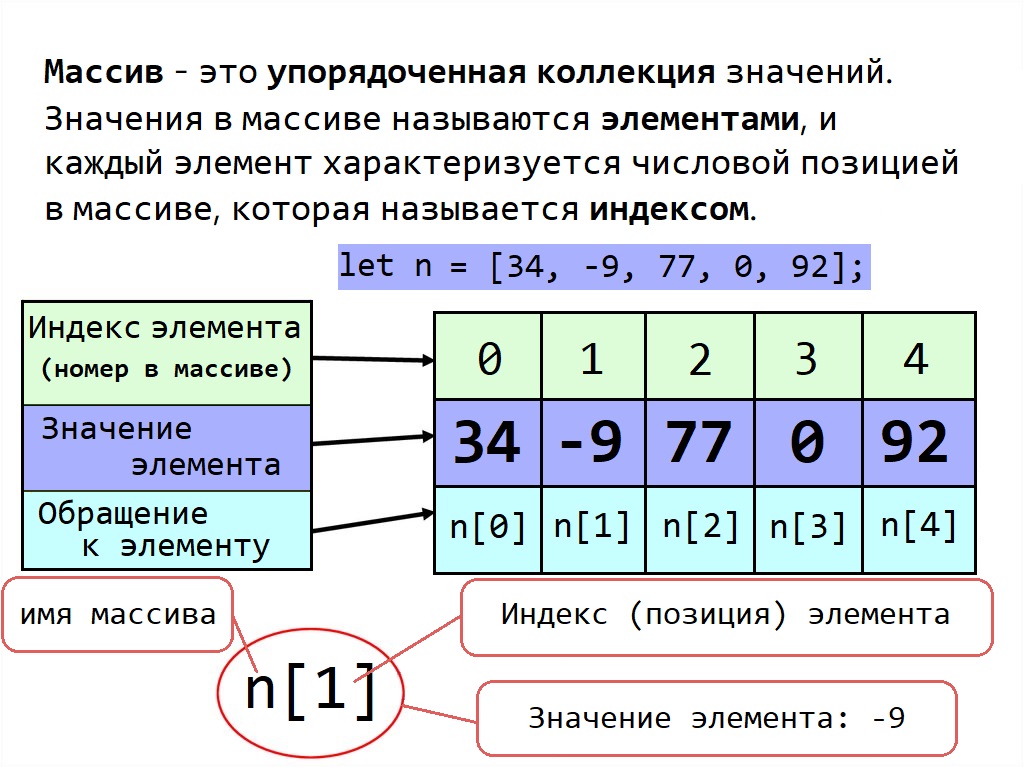 Массив - это упорядоченная коллекция значений.
Значения в массиве называются элементами, и
каждый элемент характеризуется числовой позицией
в массиве, которая называется индексом.
let n = [34, -9, 77, 0, 92];
Индекс элемента
(номер в массиве)
0 1 2 3 4
Значение
элемента
34 -9 77 0 92
Обращение
к элементу
n[0] n[1] n[2] n[3] n[4]
имя массива
Индекс (позиция) элемента
n[1]
Значение элемента: -9